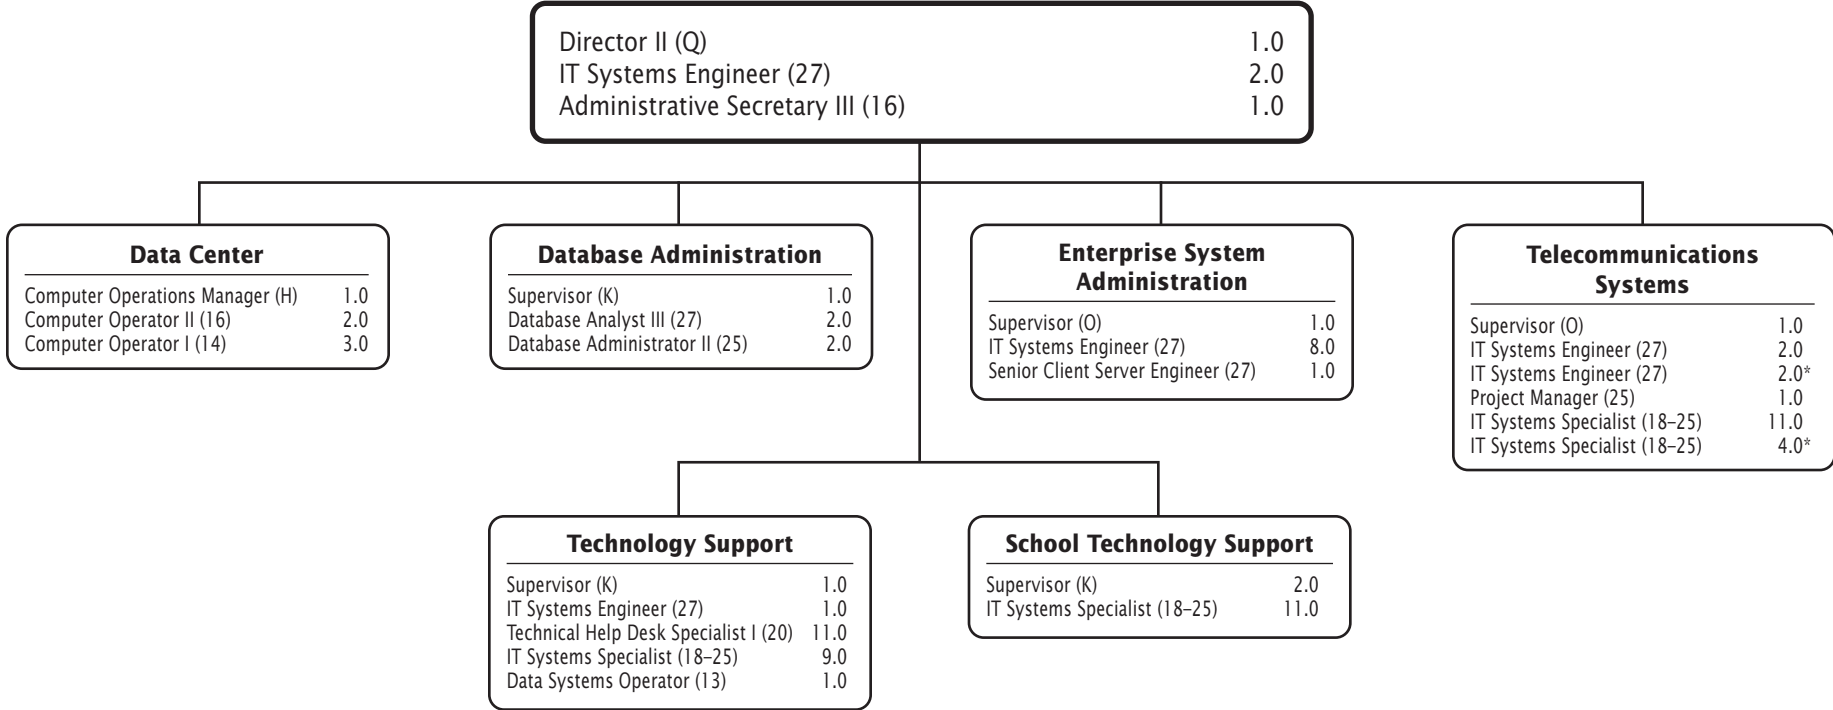 Director II (Q) 1.0
IT Systems Engineer (27) 2.0
Administrative Secretary III (16) 1.0
Data Center
Computer Operations Manager (H) 1.0
Computer Operator II (16) 2.0
Computer Operator I (14) 3.0
Database Administration
Supervisor (K) 1.0
Database Analyst III (27) 2.0
Database Administrator II (25) 2.0
Enterprise System
Administration
Supervisor (O) 1.0
IT Systems Engineer (27) 8.0
Senior Client Server Engineer (27) 1.0
Telecommunications
Systems
Supervisor (O) 1.0
IT Systems Engineer (27) 2.0
IT Systems Engineer (27) 2.0*
Project Manager (25) 1.0
IT Systems Specialist (18–25) 11.0
IT Systems Specialist (18–25) 4.0*
Technology Support
Supervisor (K) 1.0
IT Systems Engineer (27) 1.0
Technical Help Desk Specialist I (20) 11.0
IT Systems Specialist (18–25) 9.0
Data Systems Operator (13) 1.0
School Technology Support
Supervisor (K) 2.0
IT Systems Specialist (18–25) 11.0